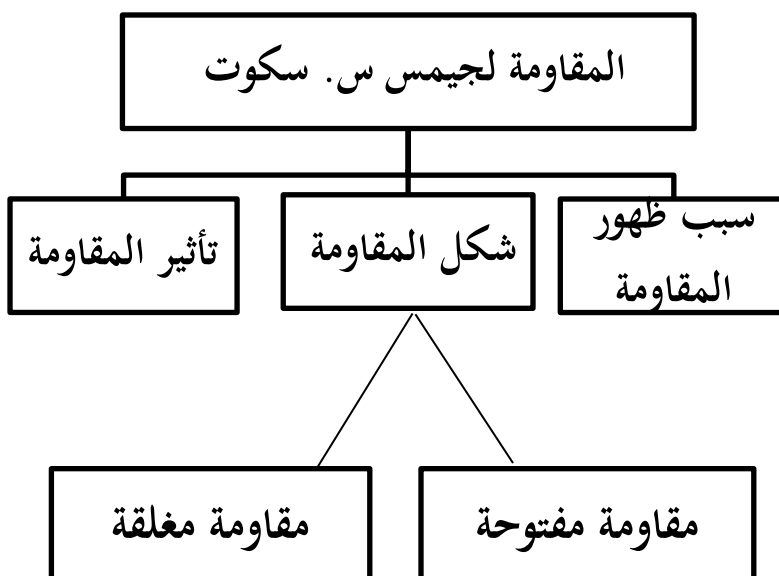 المقاومة لجيمس س. سكوت
سبب ظهور
المقاومة
شكل المقاومة
تأثير المقاومة
مقاومة مفتوحة
مقاومة مغلقة